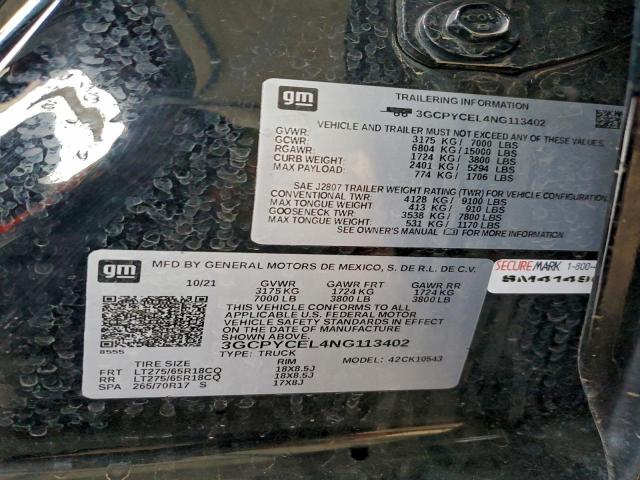 COL
gm
TRAILERING INFORMATION
3GCPYCEL4NG113402
VEHICLE AND TRAILER MUST NOT EXCEED ANY OF THESE VALUES
GVWR: 3175 KG / 7000 LBS
GCWR: 6804 KG / 15000 LBS
RGAWR: 1724 KG / 3800 LBS
CURB WEIGHT: 2401 KG / 5294 LBS
MAX PAYLOAD: 774 KG / 1706 LBS
SAE J2807 TRAILER WEIGHT RATING (TWR) FOR VEHICLE CONFIGURATION
CONVENTIONAL TWR: 4128 KG / 9100 LBS
MAX TONGUE WEIGHT: 413 KG / 910 LBS
GOOSENECK TWR: 3538 KG / 7800 LBS
MAX TONGUE WEIGHT: 531 KG / 1170 LBS
SEE OWNER'S MANUAL FOR MORE INFORMATION
gm
MFD BY GENERAL MOTORS DE MEXICO, S. DE R.L. DE C.V.
10/21 GVWR GAWR FRT GAWR RR
3175 KG 1724 KG 1724 KG
7000 LB 3800 LB 3800 LB
THIS VEHICLE CONFORMS TO ALL
APPLICABLE U.S. FEDERAL MOTOR
VEHICLE SAFETY STANDARDS IN EFFECT
ON THE DATE OF MANUFACTURE
SHOWN ABOVE.
3GCPYCEL4NG113402
8555
TYPE: TRUCK MODEL: 42CK10543
TIRE SIZE RIM
FRT LT275/65R18CQ 18X8.5J
RR LT275/65R18CQ 18X8.5J
SPA 265/70R17 S 17X8J
SECUREMARK 1-800-
SM4148